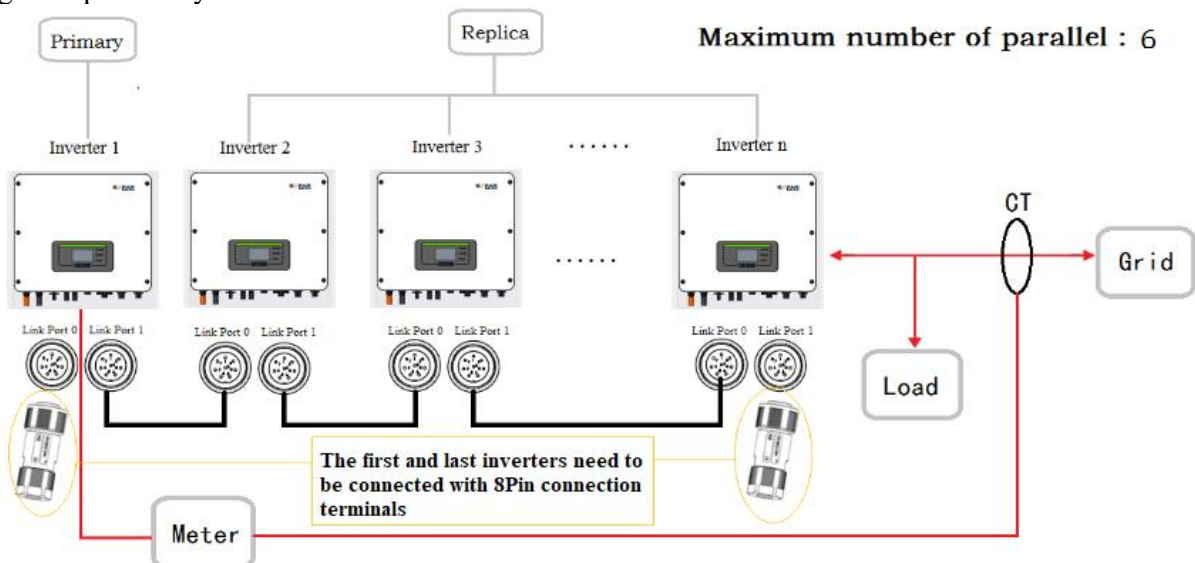 Primary
Replica
Maximum number of parallel : 6
Inverter 1
Inverter 2
Inverter 3
......
Inverter n
CT
......
Grid
Link Port 0
Link Port 1
Link Port 0
Link Port 1
Link Port 0
Link Port 1
Link Port 0
Link Port 1
Load
The first and last inverters need to
be connected with 8Pin connection
terminals
Meter